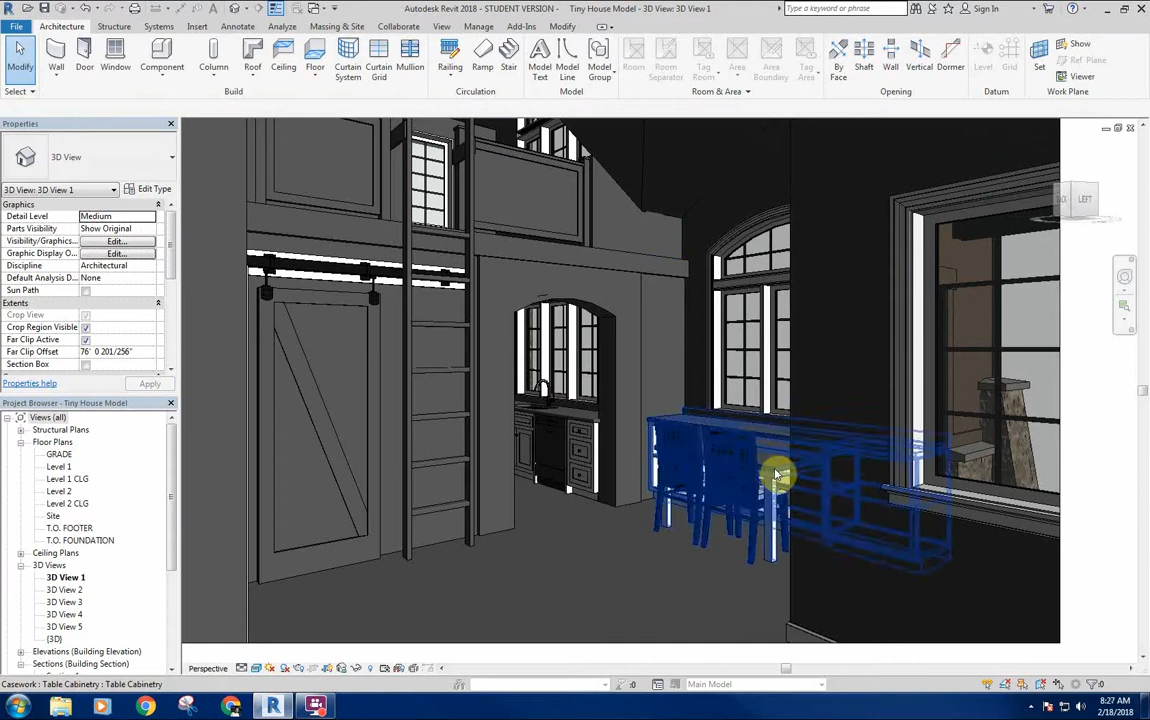 Autodesk Revit 2018 - STUDENT VERSION - Tiny House Model - 3D View: 3D View 1
Type a keyword or phrase
Sign In
File Architecture Structure Systems Insert Annotate Analyze Massing & Site Collaborate View Manage Add-Ins Modify
Modify Wall Door Window Component Column Roof Ceiling Floor Curtain System Curtain Grid Mullion Railing Ramp Stair Model Text Model Line Model Group Room Room Separator Tag Room Area Area Boundary Tag Area By Face Shaft Wall Vertical Dormer Level Grid Set Show Ref Plane Viewer
Select Build Circulation Model Room & Area Opening Datum Work Plane
Properties
3D View
3D View: 3D View 1 Edit Type
Graphics
Detail Level Medium
Parts Visibility Show Original
Visibility/Graphics... Edit...
Graphic Display O... Edit...
Discipline Architectural
Default Analysis D... None
Sun Path
Extents
Crop View
Crop Region Visible
Far Clip Active
Far Clip Offset 76' 0 201/256"
Section Box
Properties help Apply
Project Browser - Tiny House Model
Views (all)
Structural Plans
Floor Plans
GRADE
Level 1
Level 1 CLG
Level 2
Level 2 CLG
Site
T.O. FOOTER
T.O. FOUNDATION
Ceiling Plans
3D Views
3D View 1
3D View 2
3D View 3
3D View 4
3D View 5
{3D}
Elevations (Building Elevation)
Sections (Building Section)
LEFT
Perspective
Casework : Table Cabinetry : Table Cabinetry
:0
Main Model
:0
8:27 AM
2/18/2018